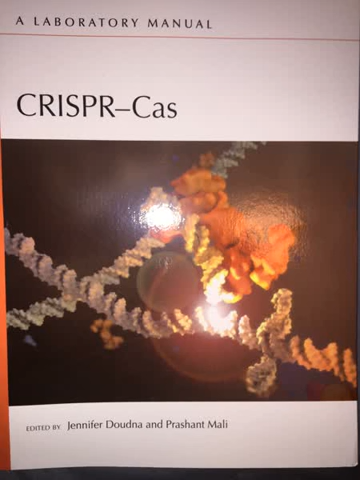 A LABORATORY MANUAL
CRISPR–Cas
EDITED BY Jennifer Doudna and Prashant Mali